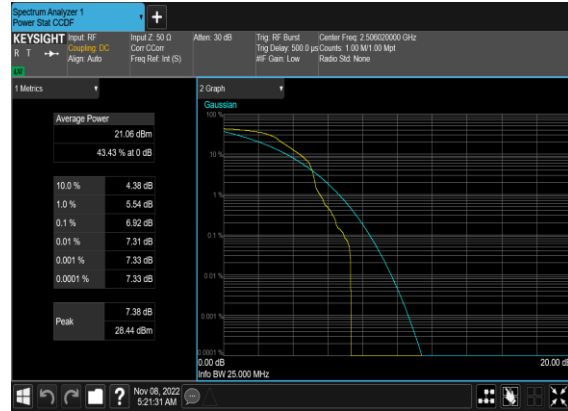 Spectrum Analyzer 1
Power Stat CCDF
KEYSIGHT
R T
LM
Input: RF
Coupling: DC
Align: Auto
Input Z: 50 Ω
Corr CCorr
Freq Ref: Int (S)
Atten: 30 dB
Trig: RF Burst
Trig Delay: 500.0 µs
#IF Gain: Low
Center Freq: 2.506020000 GHz
Counts: 1.00 M/1.00 Mpt
Radio Std: None
1 Metrics
Average Power
21.06 dBm
43.43 % at 0 dB
10.0 % 4.38 dB
1.0 % 5.54 dB
0.1 % 6.92 dB
0.01 % 7.31 dB
0.001 % 7.33 dB
0.0001 % 7.33 dB
Peak
7.38 dB
28.44 dBm
2 Graph
Gaussian
100 %
10 %
1 %
0.1 %
0.01 %
0.001 %
0.0001 %
0.00 dB
20.00 dB
Info BW 25.000 MHz
?
Nov 08, 2022
5:21:31 AM